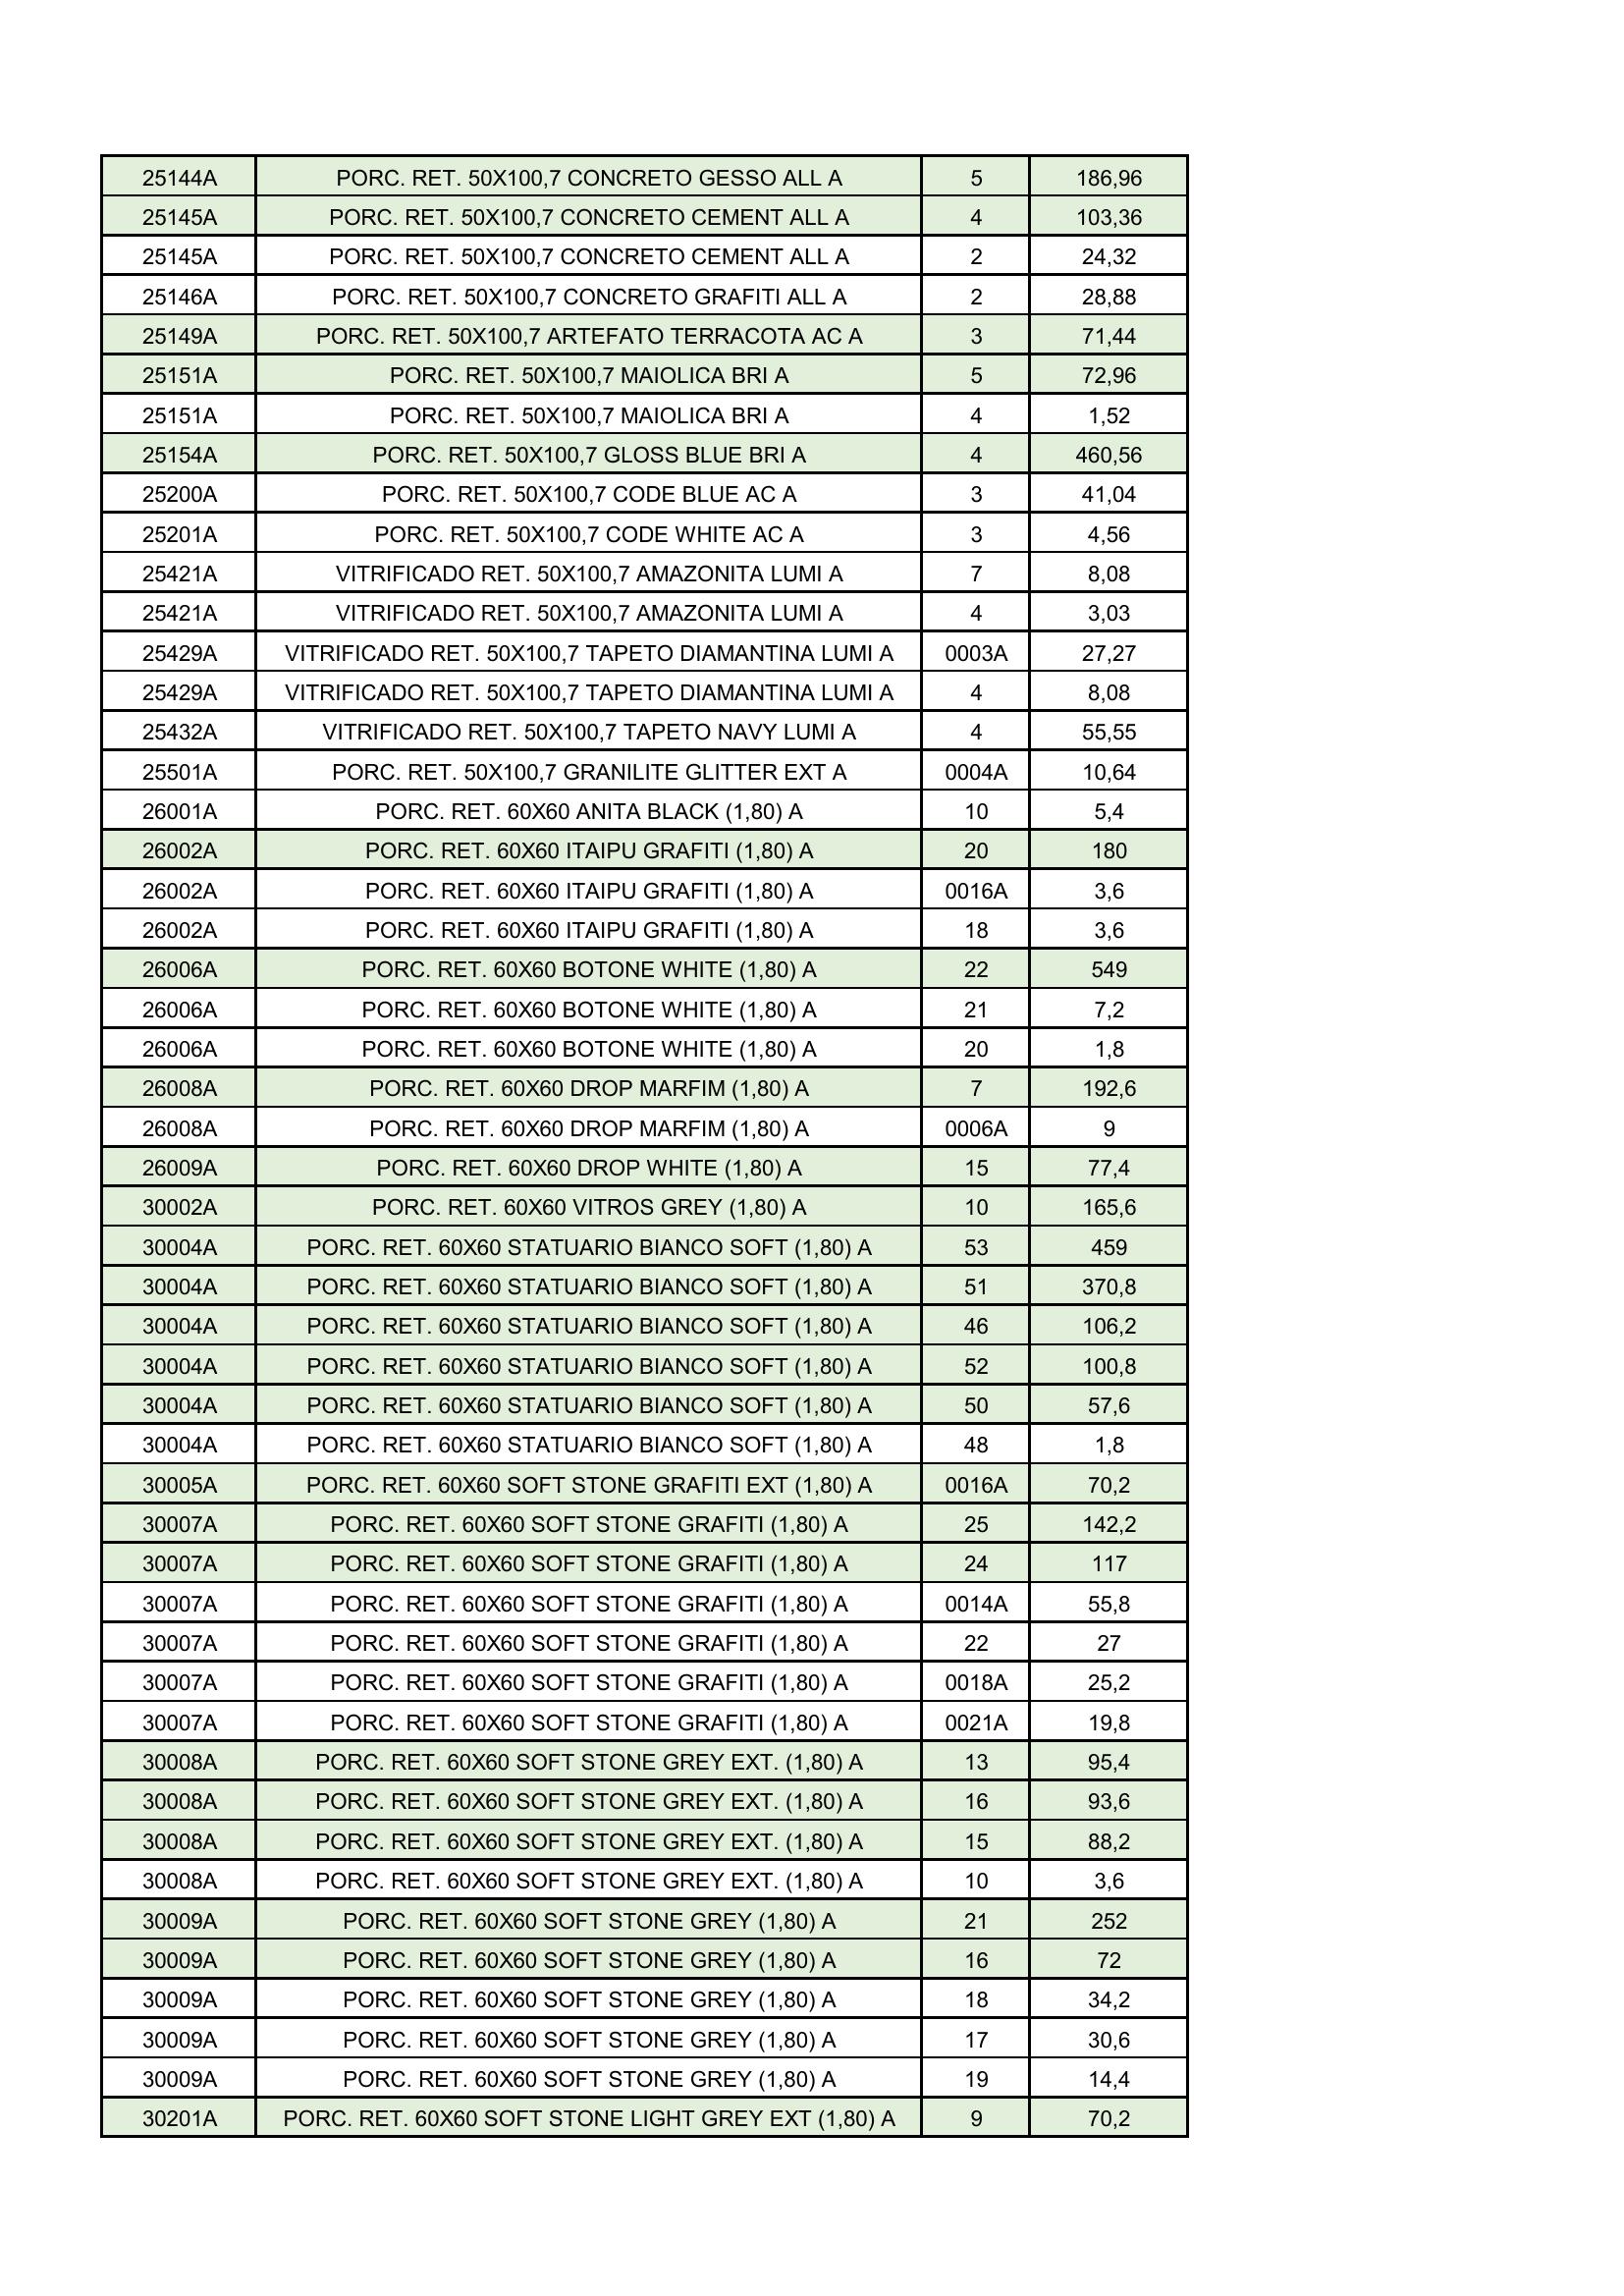 25144A PORC. RET. 50X100,7 CONCRETO GESSO ALL A 5 186,96
25145A PORC. RET. 50X100,7 CONCRETO CEMENT ALL A 4 103,36
25145A PORC. RET. 50X100,7 CONCRETO CEMENT ALL A 2 24,32
25146A PORC. RET. 50X100,7 CONCRETO GRAFITI ALL A 2 28,88
25149A PORC. RET. 50X100,7 ARTEFATO TERRACOTA AC A 3 71,44
25151A PORC. RET. 50X100,7 MAIOLICA BRI A 5 72,96
25151A PORC. RET. 50X100,7 MAIOLICA BRI A 4 1,52
25154A PORC. RET. 50X100,7 GLOSS BLUE BRI A 4 460,56
25200A PORC. RET. 50X100,7 CODE BLUE AC A 3 41,04
25201A PORC. RET. 50X100,7 CODE WHITE AC A 3 4,56
25421A VITRIFICADO RET. 50X100,7 AMAZONITA LUMI A 7 8,08
25421A VITRIFICADO RET. 50X100,7 AMAZONITA LUMI A 4 3,03
25429A VITRIFICADO RET. 50X100,7 TAPETO DIAMANTINA LUMI A 0003A 27,27
25429A VITRIFICADO RET. 50X100,7 TAPETO DIAMANTINA LUMI A 4 8,08
25432A VITRIFICADO RET. 50X100,7 TAPETO NAVY LUMI A 4 55,55
25501A PORC. RET. 50X100,7 GRANILITE GLITTER EXT A 0004A 10,64
26001A PORC. RET. 60X60 ANITA BLACK (1,80) A 10 5,4
26002A PORC. RET. 60X60 ITAIPU GRAFITI (1,80) A 20 180
26002A PORC. RET. 60X60 ITAIPU GRAFITI (1,80) A 0016A 3,6
26002A PORC. RET. 60X60 ITAIPU GRAFITI (1,80) A 18 3,6
26006A PORC. RET. 60X60 BOTONE WHITE (1,80) A 22 549
26006A PORC. RET. 60X60 BOTONE WHITE (1,80) A 21 7,2
26006A PORC. RET. 60X60 BOTONE WHITE (1,80) A 20 1,8
26008A PORC. RET. 60X60 DROP MARFIM (1,80) A 7 192,6
26008A PORC. RET. 60X60 DROP MARFIM (1,80) A 0006A 9
26009A PORC. RET. 60X60 DROP WHITE (1,80) A 15 77,4
30002A PORC. RET. 60X60 VITROS GREY (1,80) A 10 165,6
30004A PORC. RET. 60X60 STATUARIO BIANCO SOFT (1,80) A 53 459
30004A PORC. RET. 60X60 STATUARIO BIANCO SOFT (1,80) A 51 370,8
30004A PORC. RET. 60X60 STATUARIO BIANCO SOFT (1,80) A 46 106,2
30004A PORC. RET. 60X60 STATUARIO BIANCO SOFT (1,80) A 52 100,8
30004A PORC. RET. 60X60 STATUARIO BIANCO SOFT (1,80) A 50 57,6
30004A PORC. RET. 60X60 STATUARIO BIANCO SOFT (1,80) A 48 1,8
30005A PORC. RET. 60X60 SOFT STONE GRAFITI EXT (1,80) A 0016A 70,2
30007A PORC. RET. 60X60 SOFT STONE GRAFITI (1,80) A 25 142,2
30007A PORC. RET. 60X60 SOFT STONE GRAFITI (1,80) A 24 117
30007A PORC. RET. 60X60 SOFT STONE GRAFITI (1,80) A 0014A 55,8
30007A PORC. RET. 60X60 SOFT STONE GRAFITI (1,80) A 22 27
30007A PORC. RET. 60X60 SOFT STONE GRAFITI (1,80) A 0018A 25,2
30007A PORC. RET. 60X60 SOFT STONE GRAFITI (1,80) A 0021A 19,8
30008A PORC. RET. 60X60 SOFT STONE GREY EXT. (1,80) A 13 95,4
30008A PORC. RET. 60X60 SOFT STONE GREY EXT. (1,80) A 16 93,6
30008A PORC. RET. 60X60 SOFT STONE GREY EXT. (1,80) A 15 88,2
30008A PORC. RET. 60X60 SOFT STONE GREY EXT. (1,80) A 10 3,6
30009A PORC. RET. 60X60 SOFT STONE GREY (1,80) A 21 252
30009A PORC. RET. 60X60 SOFT STONE GREY (1,80) A 16 72
30009A PORC. RET. 60X60 SOFT STONE GREY (1,80) A 18 34,2
30009A PORC. RET. 60X60 SOFT STONE GREY (1,80) A 17 30,6
30009A PORC. RET. 60X60 SOFT STONE GREY (1,80) A 19 14,4
30201A PORC. RET. 60X60 SOFT STONE LIGHT GREY EXT (1,80) A 9 70,2